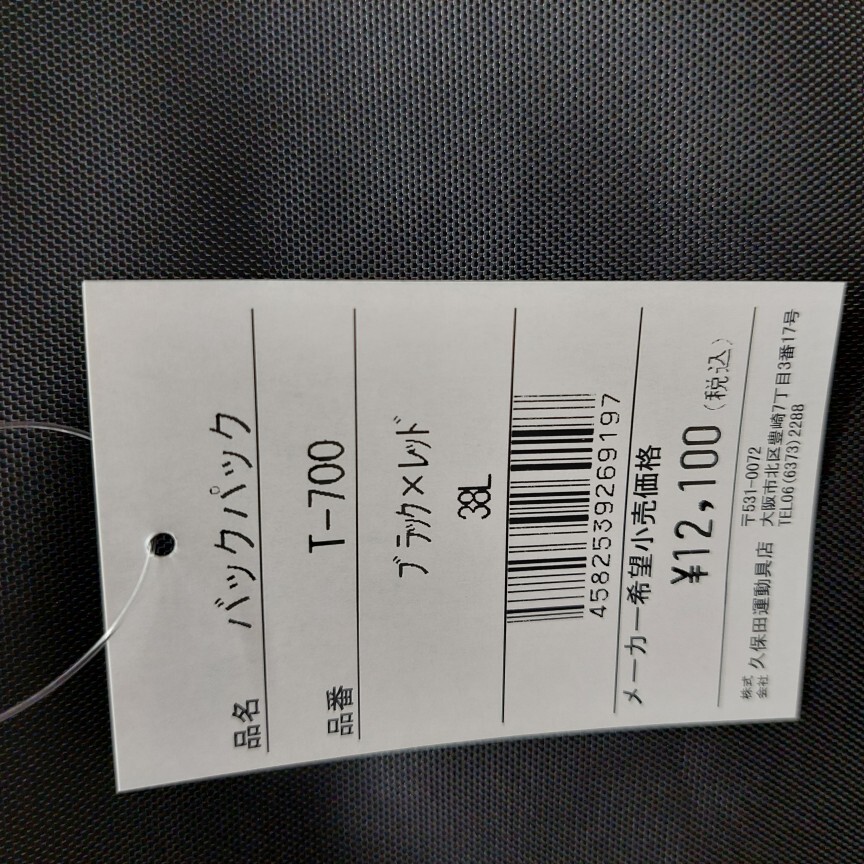 品名 バックパック
品番 T-700
ブラック×レッド
38L
4582539269197
メーカー希望小売価格
¥12,100(税込)
株式会社 久保田運動具店
〒531-0072
大阪市北区豊崎7丁目3番17号
TEL06(6373)2288